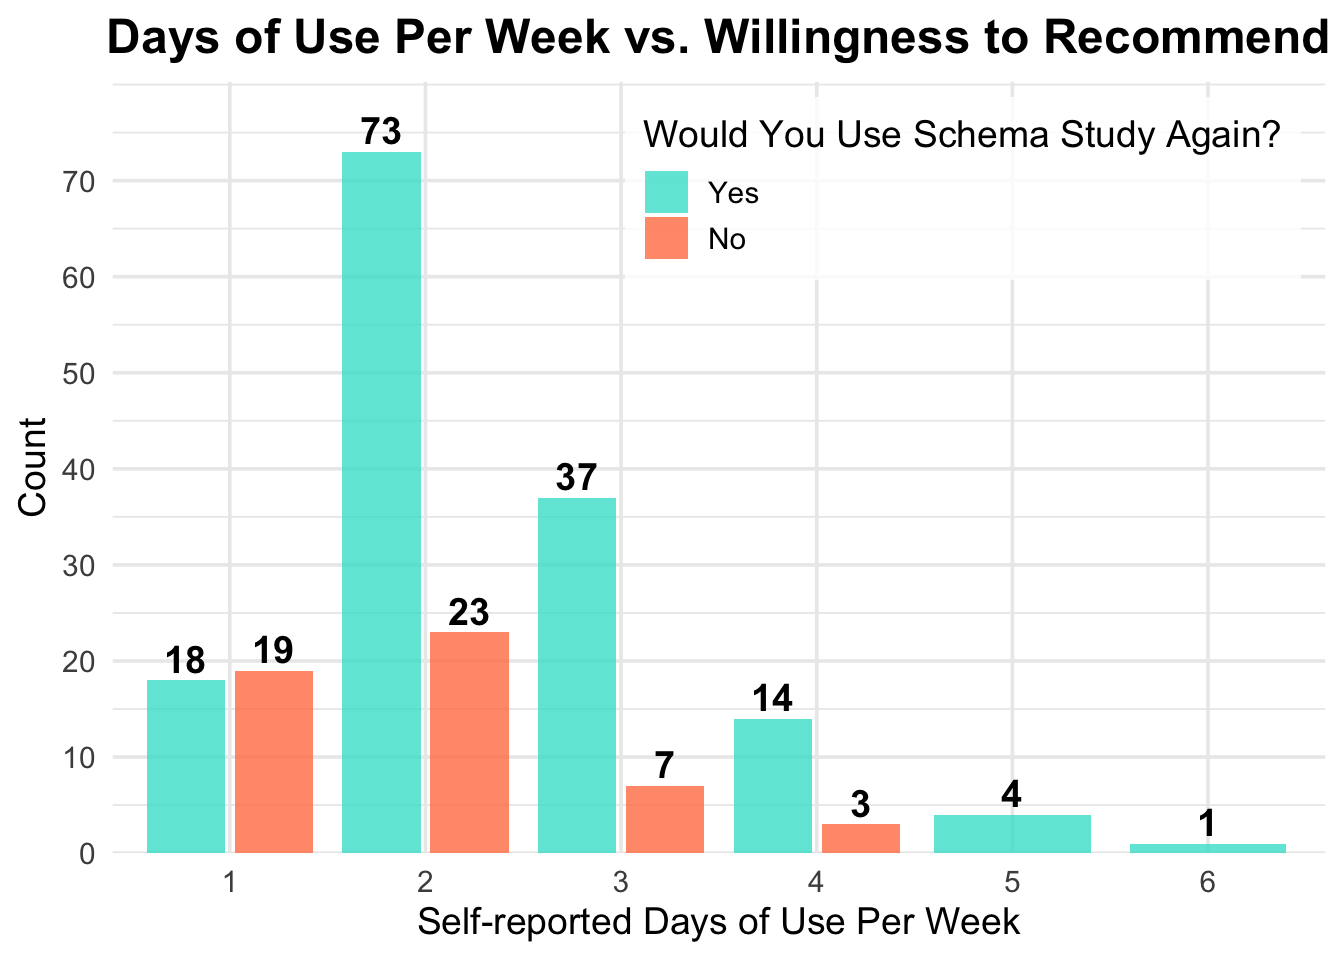 Days of Use Per Week vs. Willingness to Recommend
Would You Use Schema Study Again?
Yes
No
73
37
23
18
19
14
7
3
4
1
70
60
50
40
30
20
10
0
Count
1 2 3 4 5 6
Self-reported Days of Use Per Week